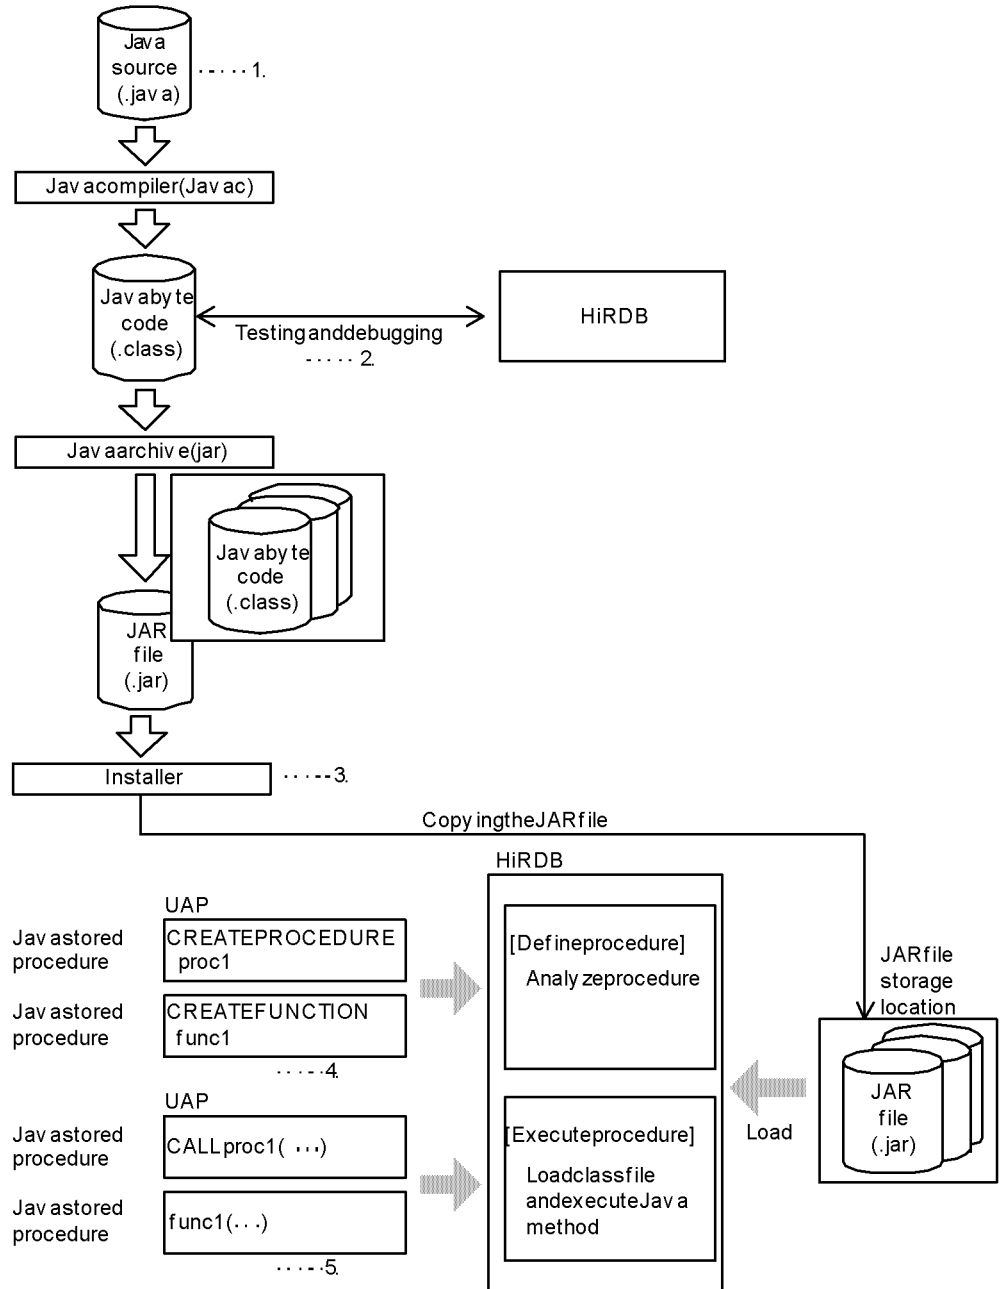 Java
source
(.java)
·-····1.
Javacompiler(Javac)
Javabyte
code
(.class)
Testinganddebugging
-···· 2.
HiRDB
Javaarchive(jar)
Javabyte
code
(.class)
JAR
file
(.jar)
Installer
····--3.
CopyingtheJARfile
HiRDB
UAP
Javastored
procedure
CREATEPROCEDURE
proc1
[Defineprocedure]
Analyzeprocedure
JARfile
storage
location
Javastored
procedure
CREATEFUNCTION
func1
····-·4.
UAP
Javastored
procedure
CALLproc1( ...)
[Executeprocedure]
Loadclassfile
andexecuteJava
method
Load
JAR
file
(.jar)
Javastored
procedure
func1(...)
····-·5.